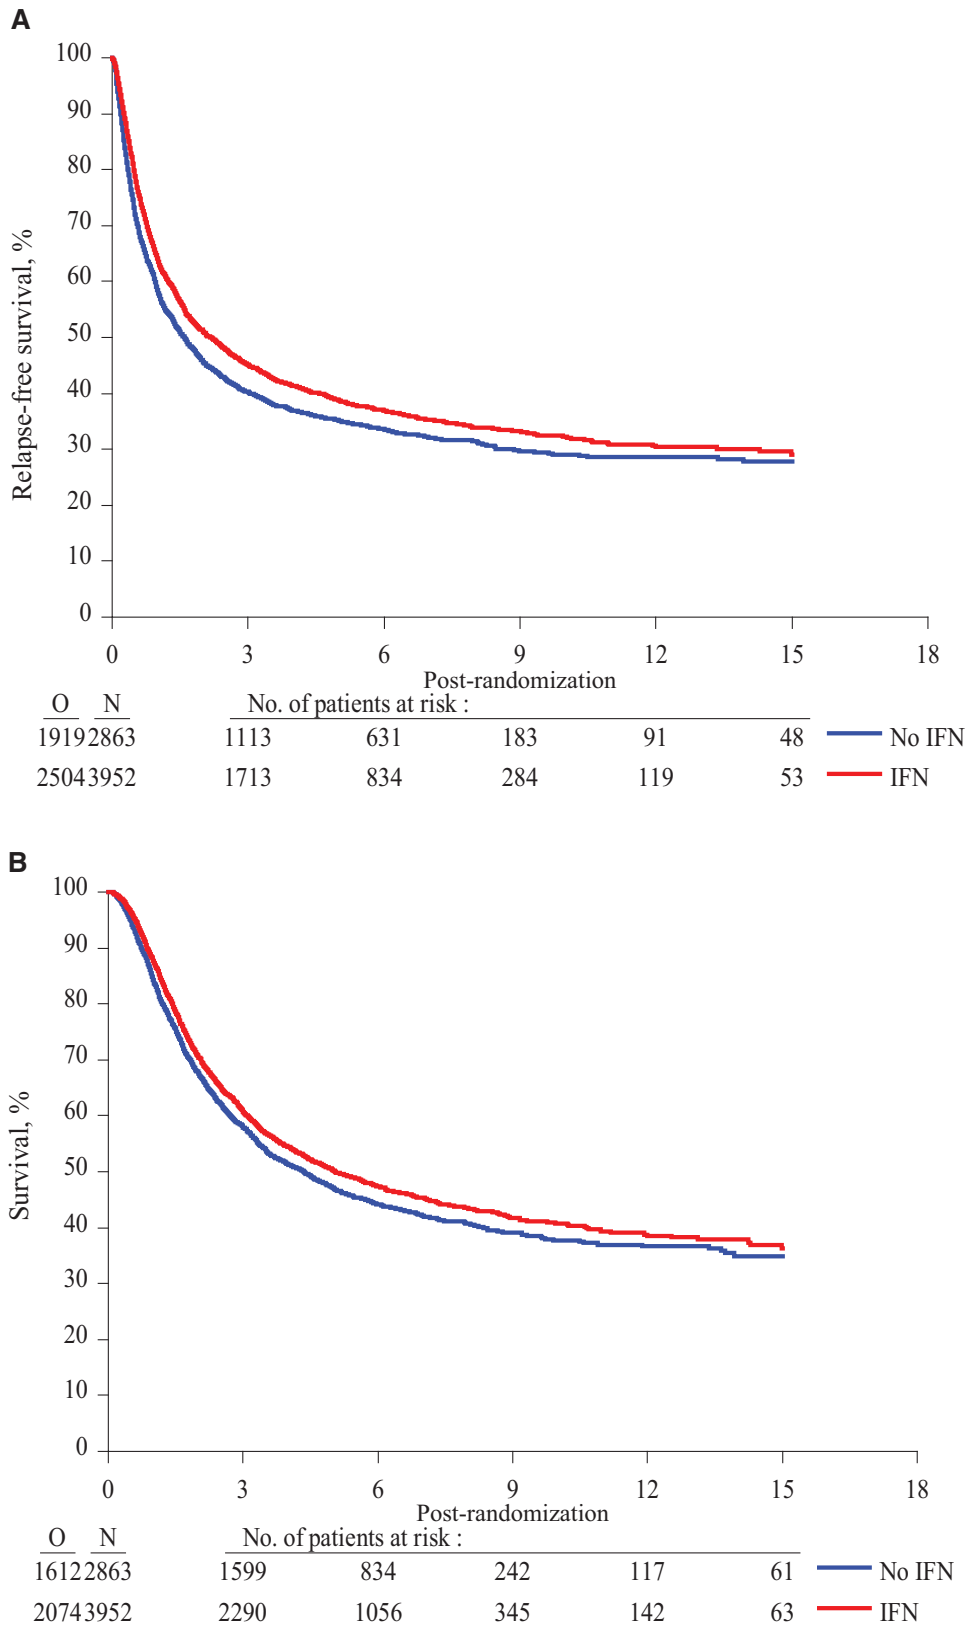 A
100
90
80
70
60
50
40
30
20
10
0
Relapse-free survival, %
0 3 6 9 12 15 18
Post-randomization
O N No. of patients at risk :
1919 2863 1113 631 183 91 48 No IFN
2504 3952 1713 834 284 119 53 IFN
B
100
90
80
70
60
50
40
30
20
10
0
Survival, %
0 3 6 9 12 15 18
Post-randomization
O N No. of patients at risk :
1612 2863 1599 834 242 117 61 No IFN
2074 3952 2290 1056 345 142 63 IFN